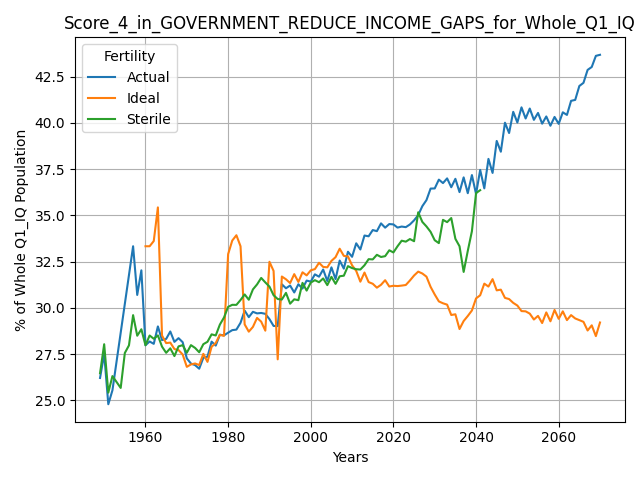 Score_4_in_GOVERNMENT_REDUCE_INCOME_GAPS_for_Whole_Q1_IQ
Fertility
Actual
Ideal
Sterile
% of Whole Q1_IQ Population
42.5
40.0
37.5
35.0
32.5
30.0
27.5
25.0
1960 1980 2000 2020 2040 2060
Years